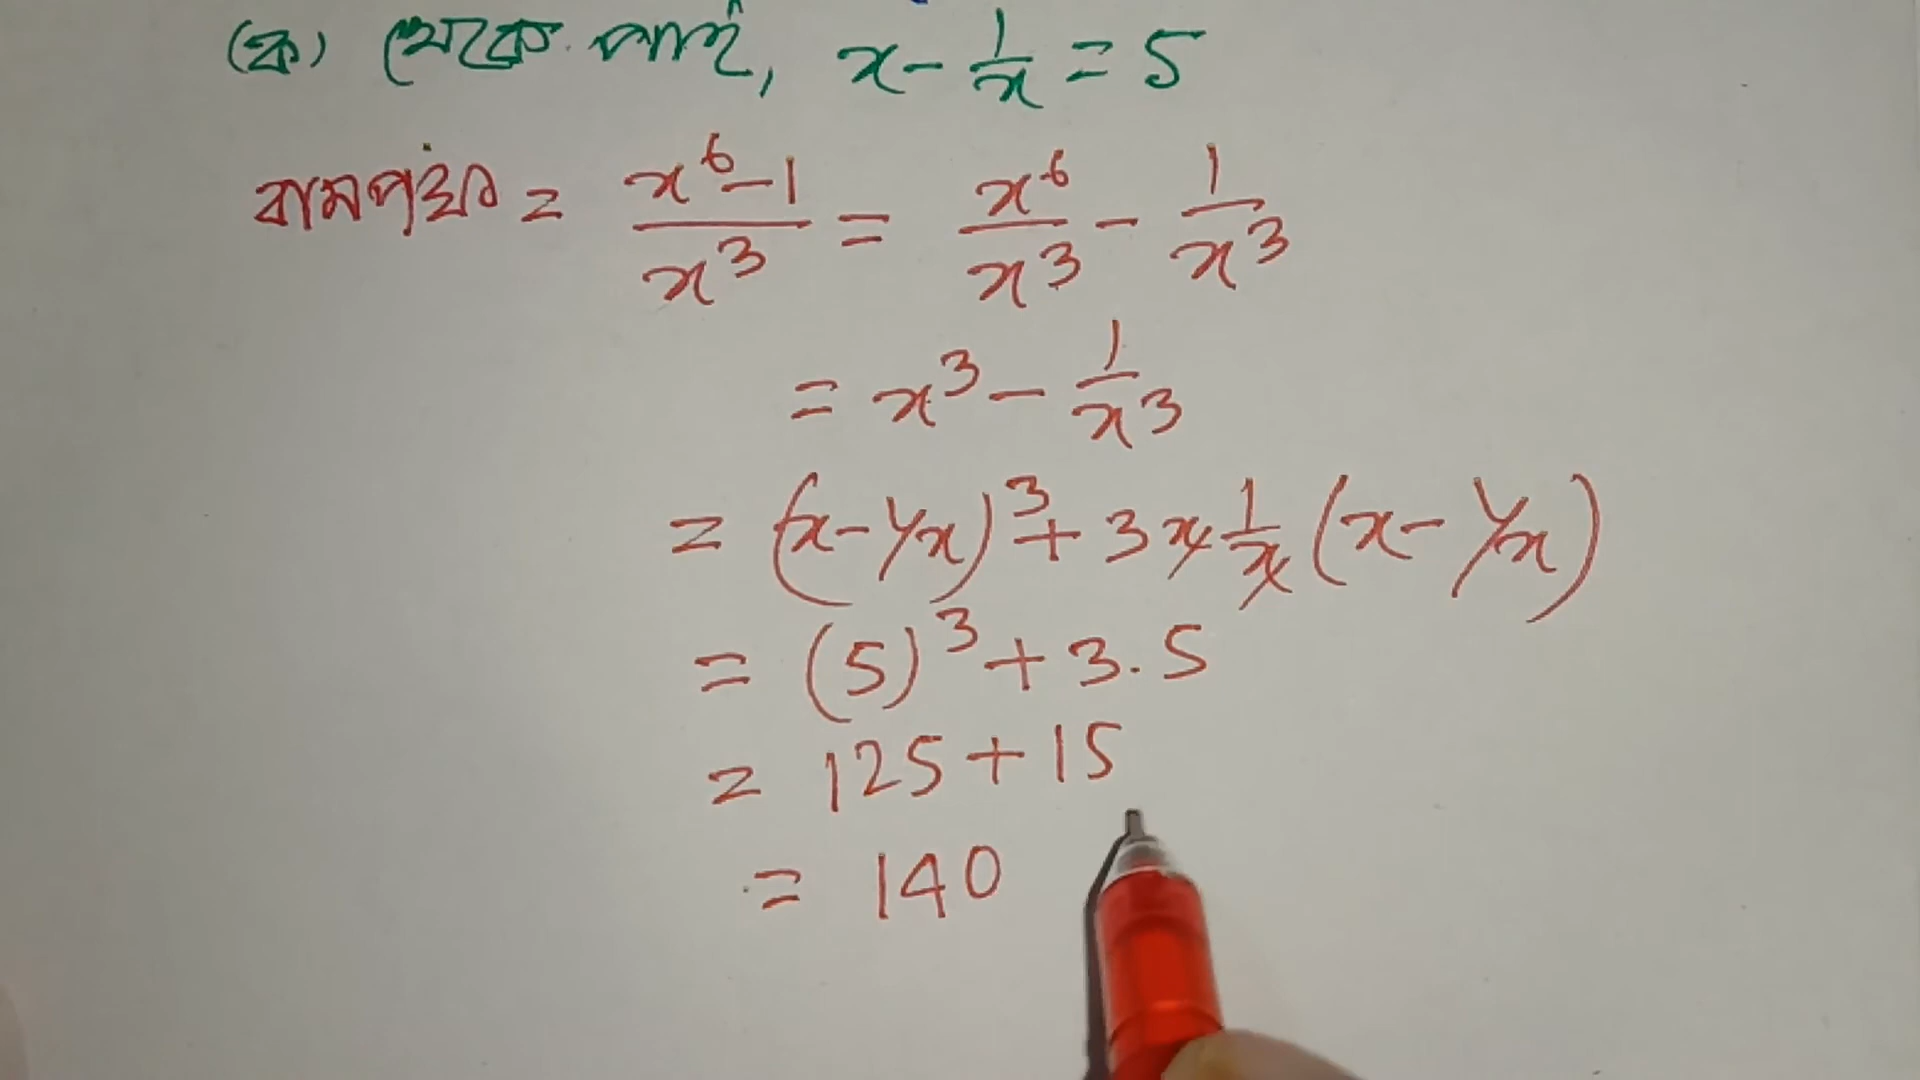 (ক) থেকে পাই, x - 1/x = 5
বামপক্ষ = (x⁶-1)/x³ = x⁶/x³ - 1/x³
= x³ - 1/x³
= (x-1/x)³ + 3x·1/x (x-1/x)
= (5)³ + 3.5
= 125 + 15
= 140